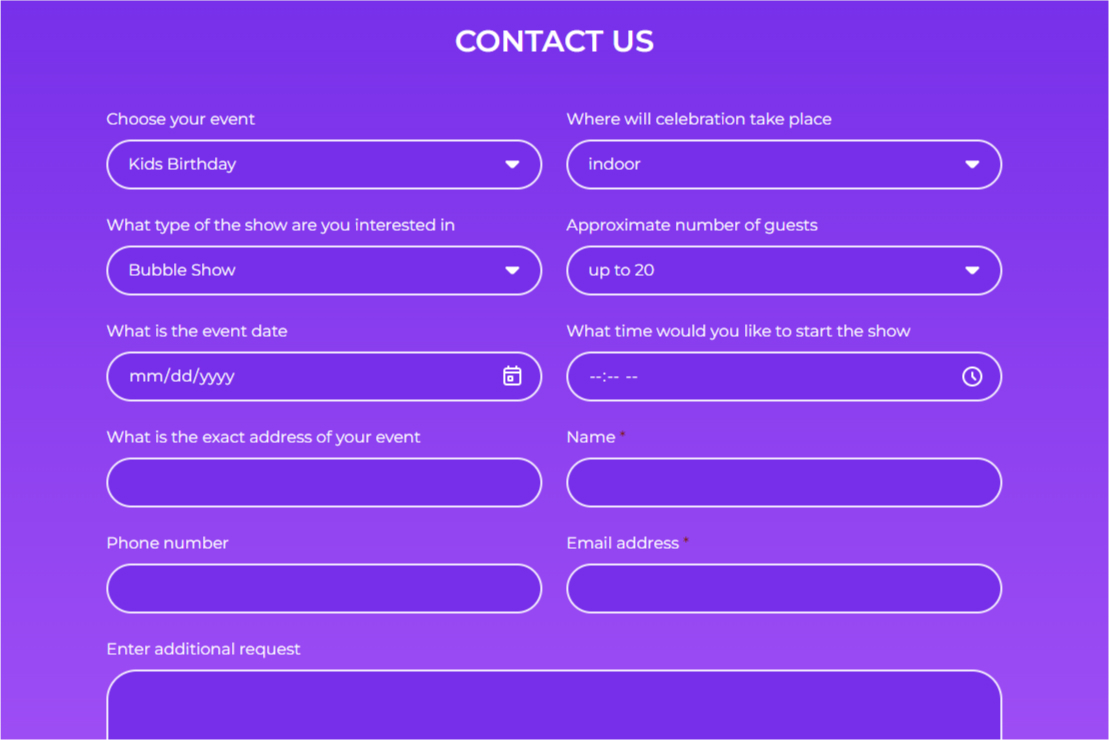 CONTACT US
Choose your event
Where will celebration take place
Kids Birthday
indoor
What type of the show are you interested in
Approximate number of guests
Bubble Show
up to 20
What is the event date
What time would you like to start the show
mm/dd/yyyy
--:-- --
What is the exact address of your event
Name *
Phone number
Email address *
Enter additional request